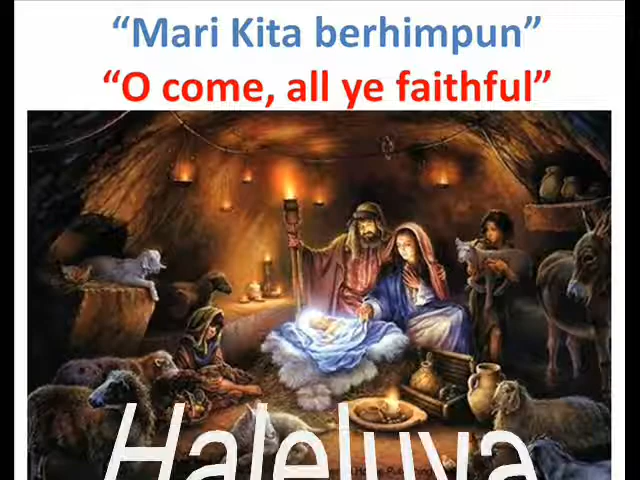 “Mari Kita berhimpun”
“O come, all ye faithful”
Haleluya